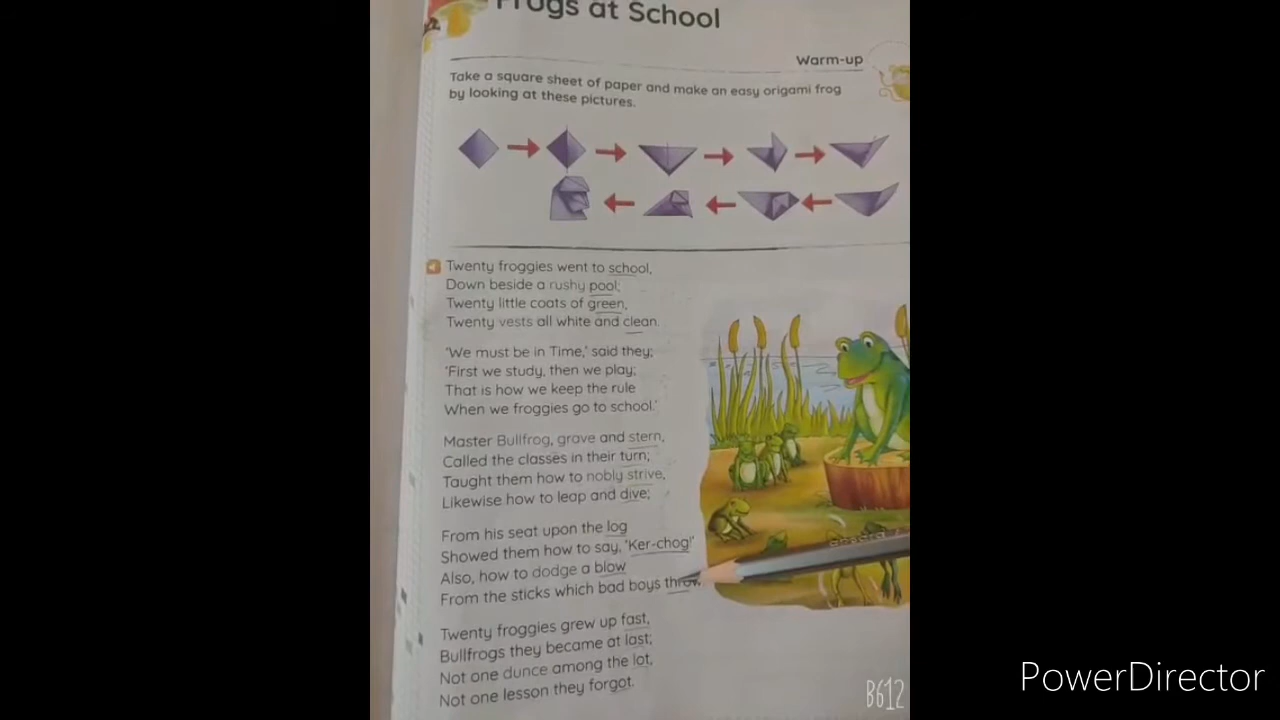 Frogs at School
Warm-up
Take a square sheet of paper and make an easy origami frog
by looking at these pictures.
Twenty froggies went to school,
Down beside a rushy pool;
Twenty little coats of green,
Twenty vests all white and clean.
'We must be in Time,' said they;
'First we study, then we play;
That is how we keep the rule
When we froggies go to school.'
Master Bullfrog, grave and stern,
Called the classes in their turn;
Taught them how to nobly strive,
Likewise how to leap and dive;
From his seat upon the log
Showed them how to say, 'Ker-chog!'
Also, how to dodge a blow
From the sticks which bad boys throw
Twenty froggies grew up fast,
Bullfrogs they became at last;
Not one dunce among the lot,
Not one lesson they forgot.
B612
PowerDirector